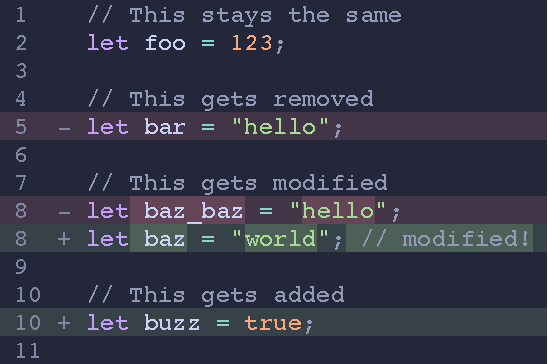 1 // This stays the same
2 let foo = 123;
3
4 // This gets removed
5 - let bar = "hello";
6
7 // This gets modified
8 - let baz_baz = "hello";
8 + let baz = "world"; // modified!
9
10 // This gets added
10 + let buzz = true;
11